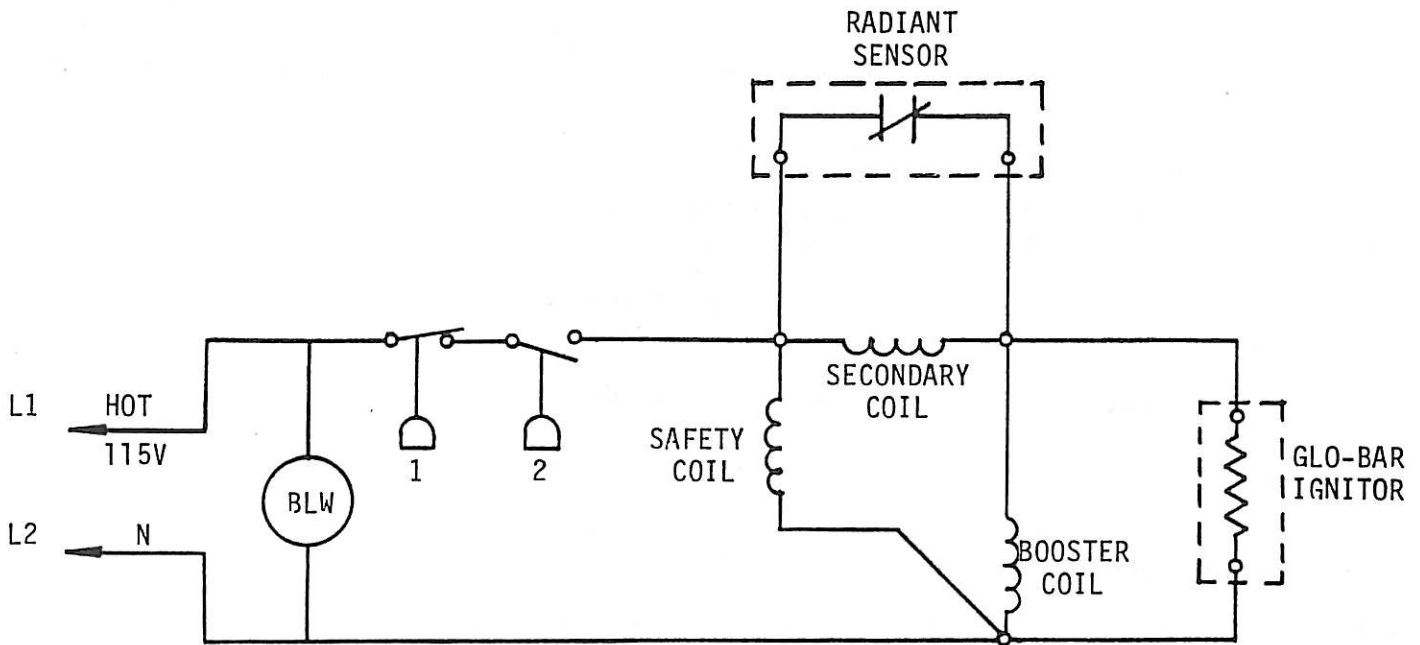 RADIANT
SENSOR
SECONDARY
COIL
L1
HOT
115V
SAFETY
COIL
1
2
GLO-BAR
IGNITOR
BLW
L2
N
BOOSTER
COIL